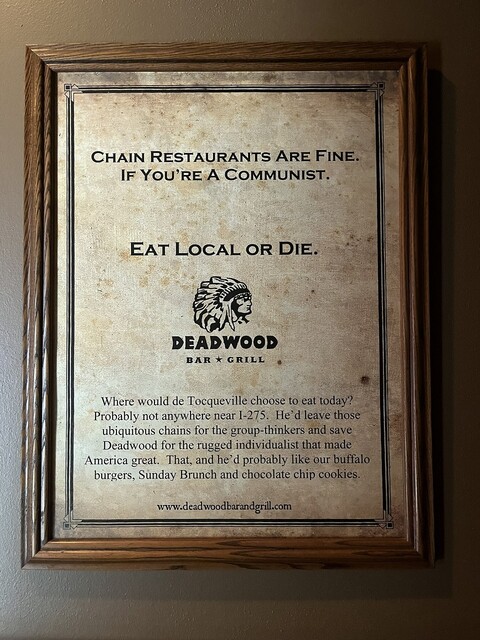 Chain Restaurants Are Fine.
If You're A Communist.
Eat Local or Die.
DEADWOOD
BAR ★ GRILL
Where would de Tocqueville choose to eat today?
Probably not anywhere near I-275. He'd leave those
ubiquitous chains for the group-thinkers and save
Deadwood for the rugged individualist that made
America great. That, and he'd probably like our buffalo
burgers, Sunday Brunch and chocolate chip cookies.
www.deadwoodbarandgrill.com